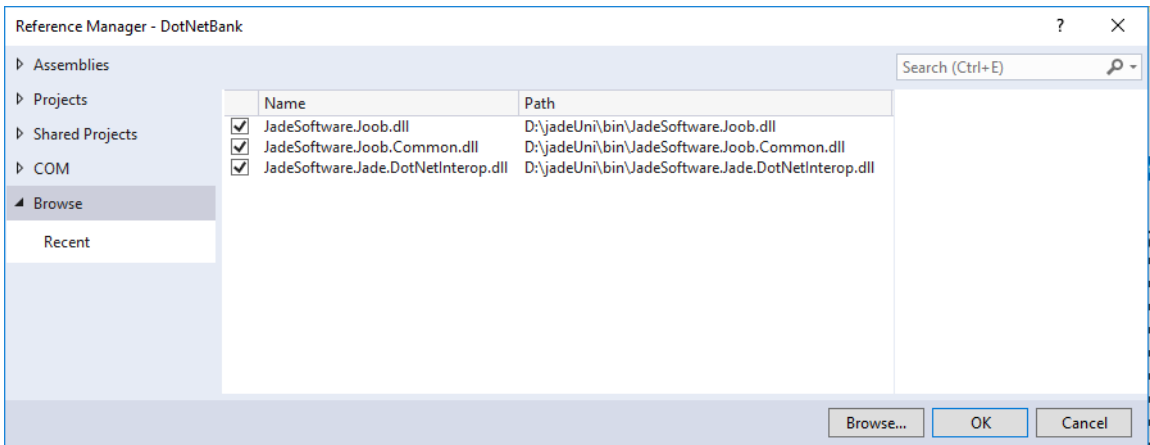 Reference Manager - DotNetBank
? 
Assemblies
Search (Ctrl+E)
Projects
Name Path
Shared Projects
JadeSoftware.Joob.dll D:\jadeUni\bin\JadeSoftware.Joob.dll
JadeSoftware.Joob.Common.dll D:\jadeUni\bin\JadeSoftware.Joob.Common.dll
COM
JadeSoftware.Jade.DotNetInterop.dll D:\jadeUni\bin\JadeSoftware.Jade.DotNetInterop.dll
Browse
Recent
Browse... OK Cancel